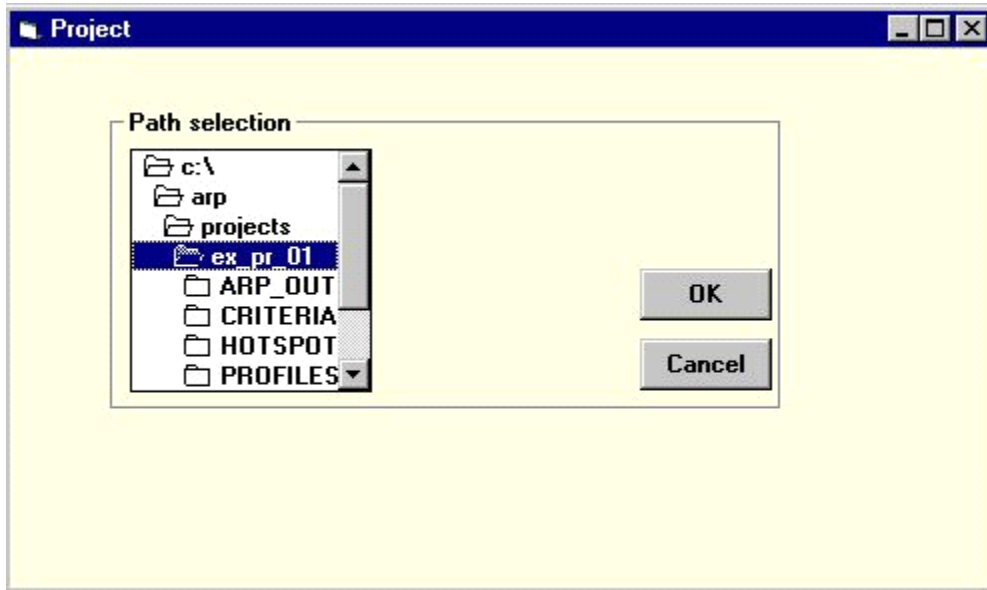 Project
Path selection
c:\
arp
projects
ex_pr_01
ARP_OUT
CRITERIA
HOTSPOT
PROFILES
OK
Cancel